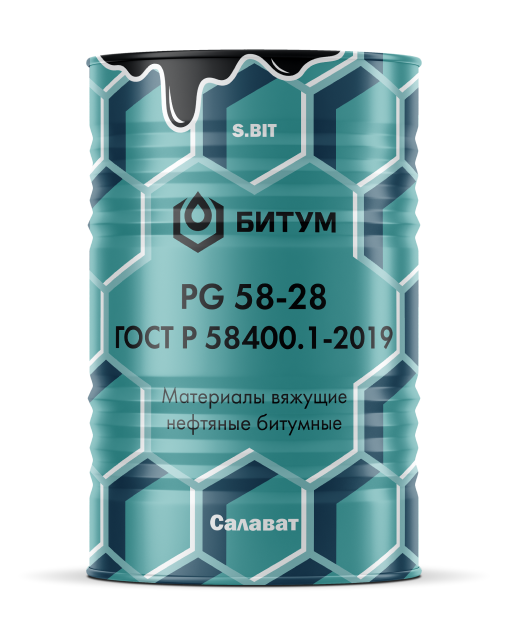 S.BIT
БИТУМ
PG 58-28
ГОСТ Р 58400.1-2019
Материалы вяжущие
нефтяные битумные
Салават